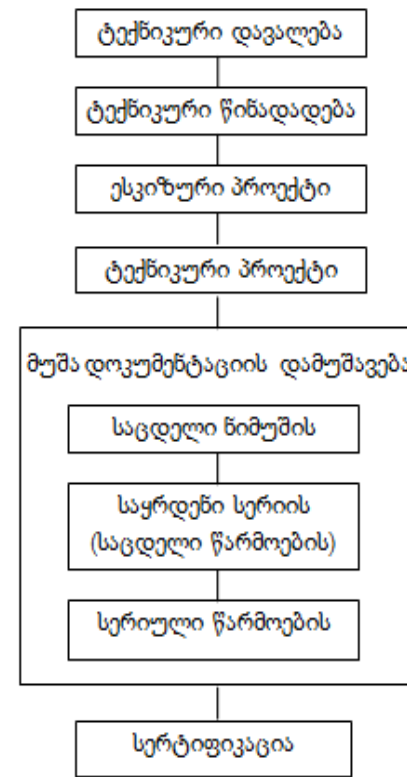 ტექნიკური დავალება
ტექნიკური წინადადება
ესკიზური პროექტი
ტექნიკური პროექტი
მუშა დოკუმენტაციის დამუშავება
საცდელი ნიმუშის
საყრდენი სერიის
(საცდელი წარმოების)
სერიული წარმოების
სერტიფიკაცია